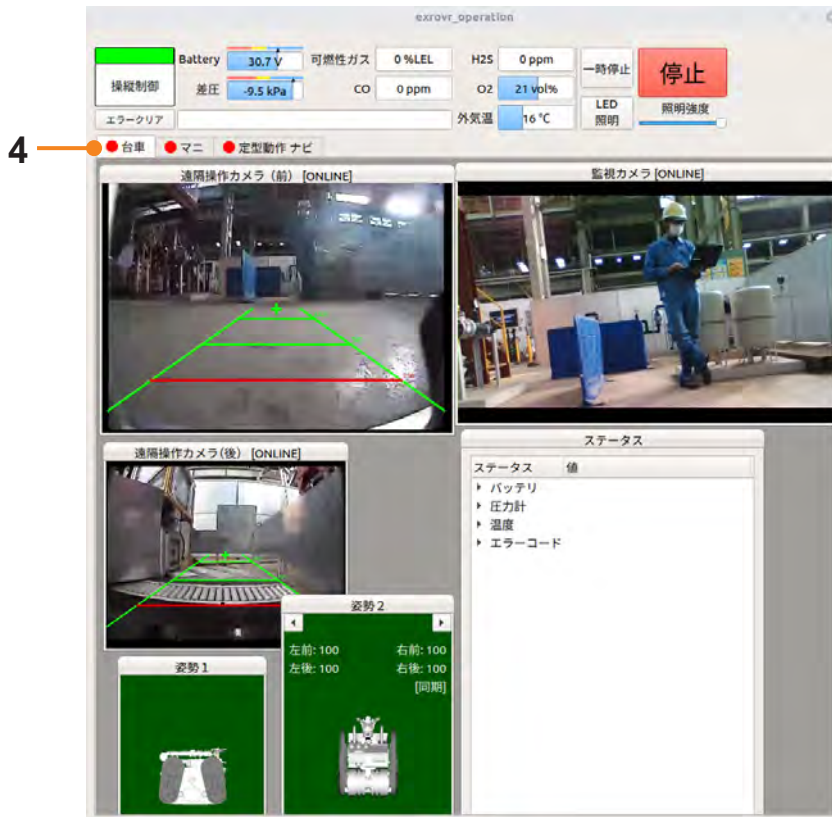 exrovr_operation
Battery 30.7 V 可燃性ガス 0 %LEL H2S 0 ppm 一時停止 停止
操縦制御 差圧 -9.5 kPa CO 0 ppm O2 21 vol% LED 照明 照明強度
エラークリア 外気温 16 °C
4 台車 マニ 定型動作 ナビ
遠隔操作カメラ (前) [ONLINE] 監視カメラ [ONLINE]
遠隔操作カメラ(後) [ONLINE]
ステータス
ステータス 値
バッテリ
圧力計
温度
エラーコード
姿勢2
左前: 100 右前: 100
左後: 100 右後: 100
[同期]
姿勢1